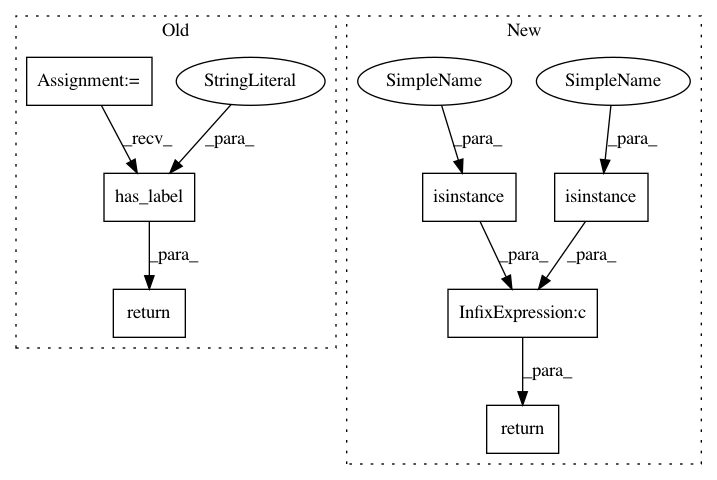 Old
New
Assignment:=
StringLiteral
SimpleName
SimpleName
_recv_
_para_
_para_
_para_
has_label
isinstance
isinstance
_para_
_para_
_para_
return
InfixExpression:c
_para_
return